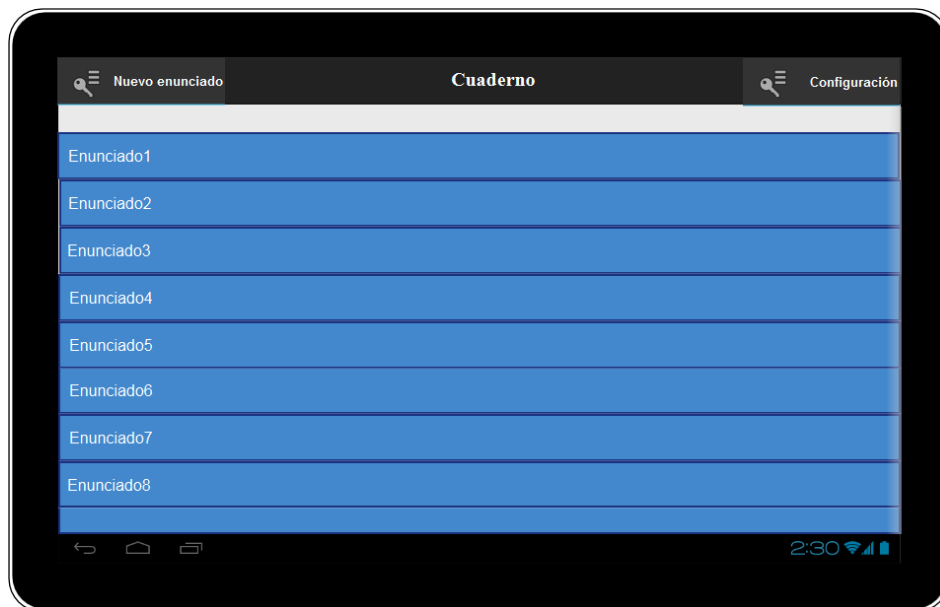 Nuevo enunciado
Cuaderno
Configuración
Enunciado1
Enunciado2
Enunciado3
Enunciado4
Enunciado5
Enunciado6
Enunciado7
Enunciado8
2:30